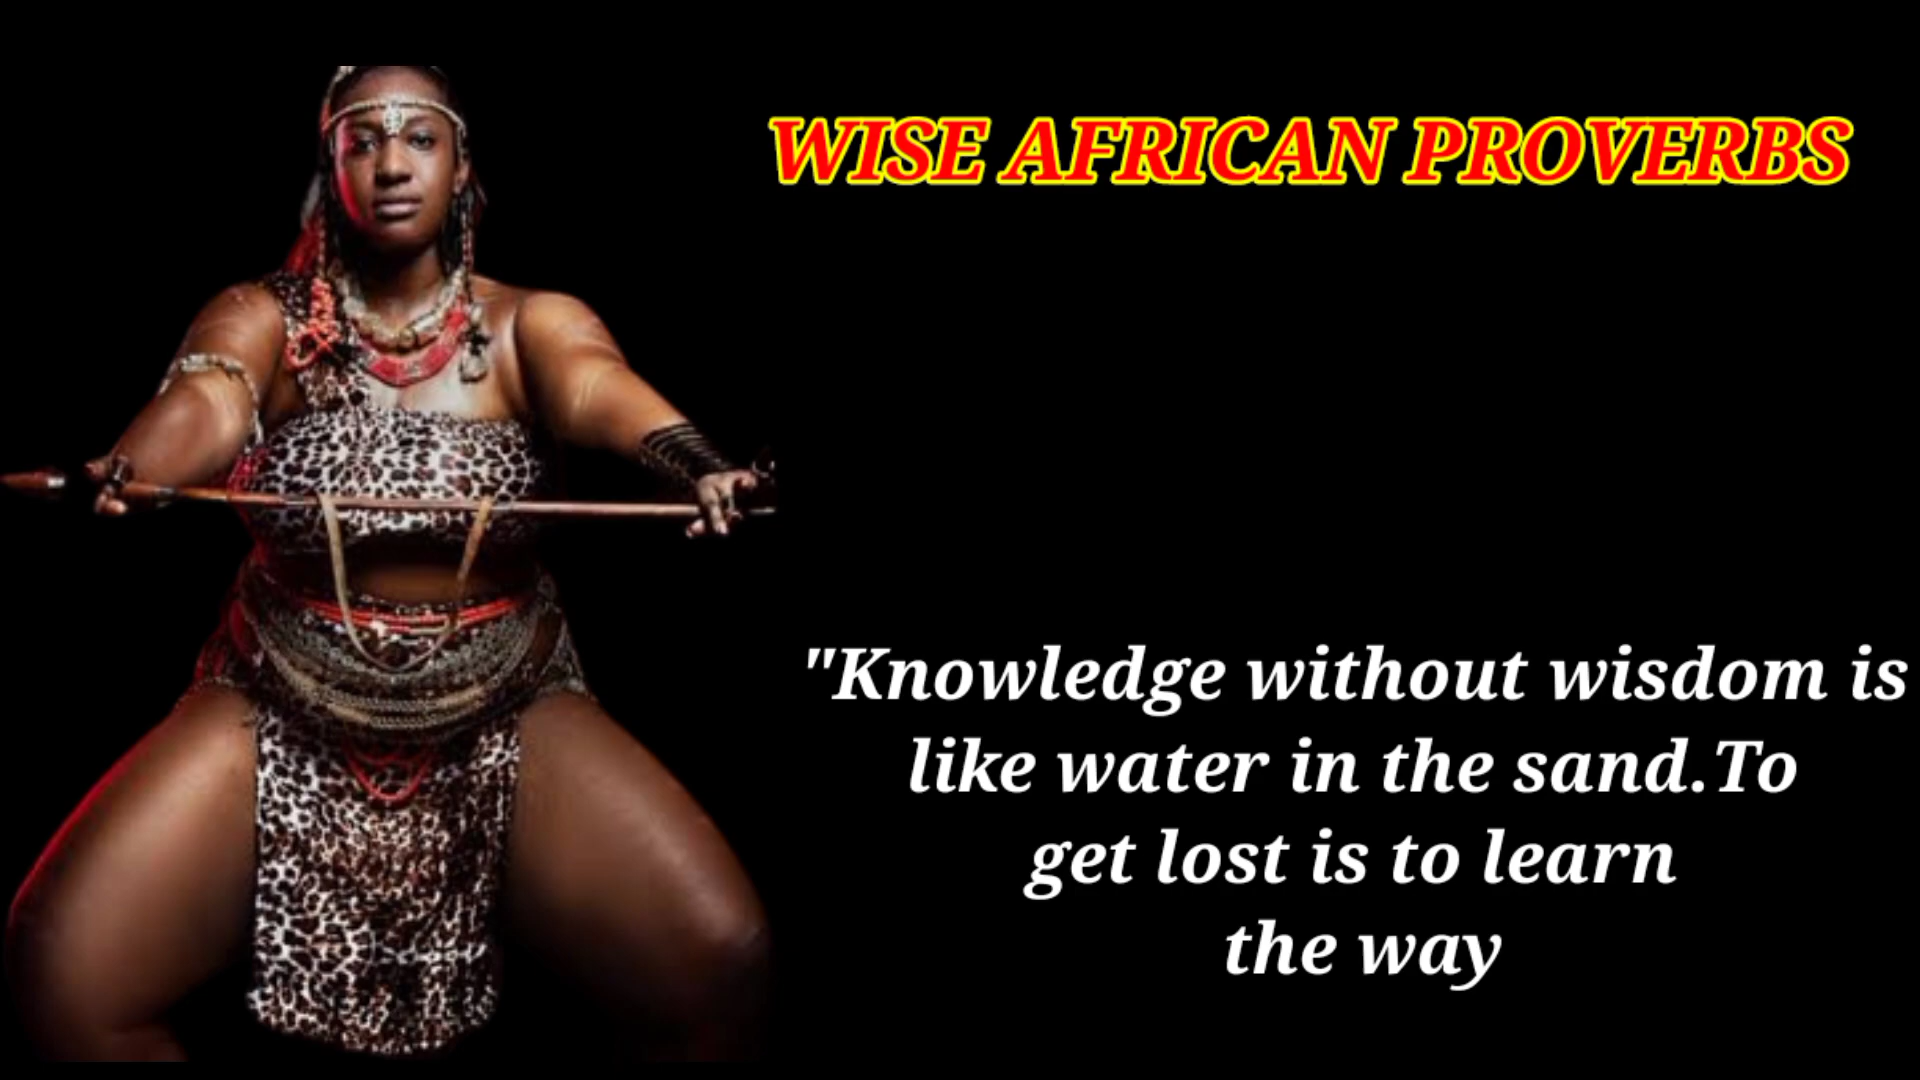 WISE AFRICAN PROVERBS
"Knowledge without wisdom is
like water in the sand.To
get lost is to learn
the way